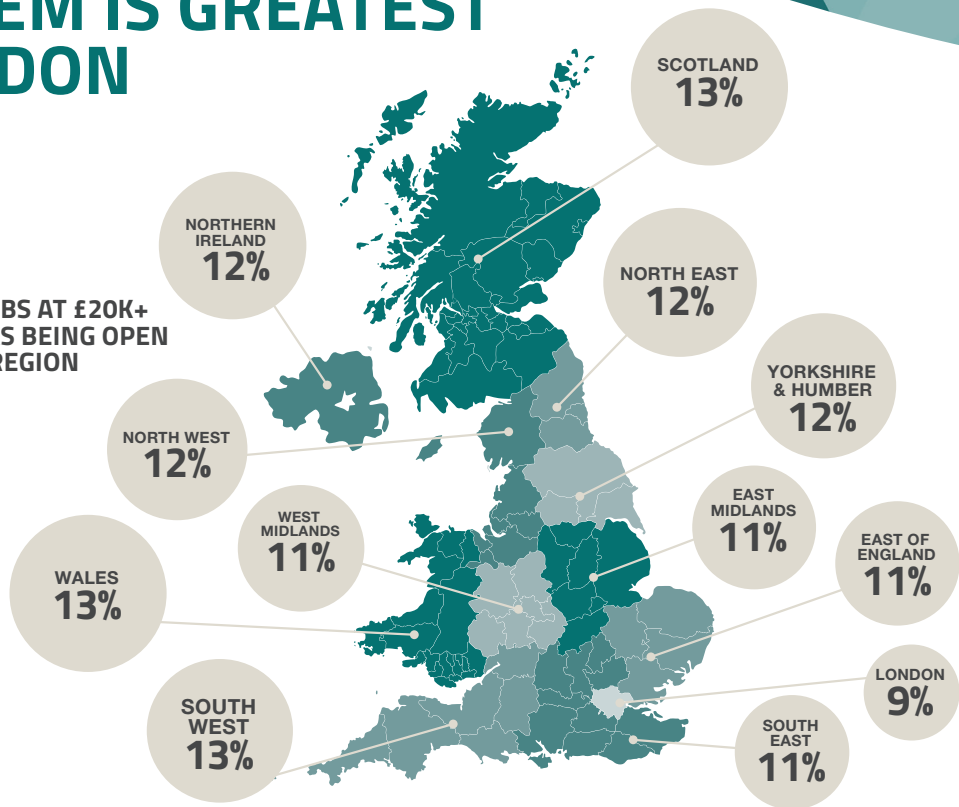 EM IS GREATEST
DON
SCOTLAND
13%
NORTHERN
IRELAND
12%
NORTH EAST
12%
BS AT £20K+
S BEING OPEN
REGION
YORKSHIRE
& HUMBER
12%
NORTH WEST
12%
EAST
MIDLANDS
11%
WEST
MIDLANDS
11%
EAST OF
ENGLAND
11%
WALES
13%
LONDON
9%
SOUTH
WEST
13%
SOUTH
EAST
11%